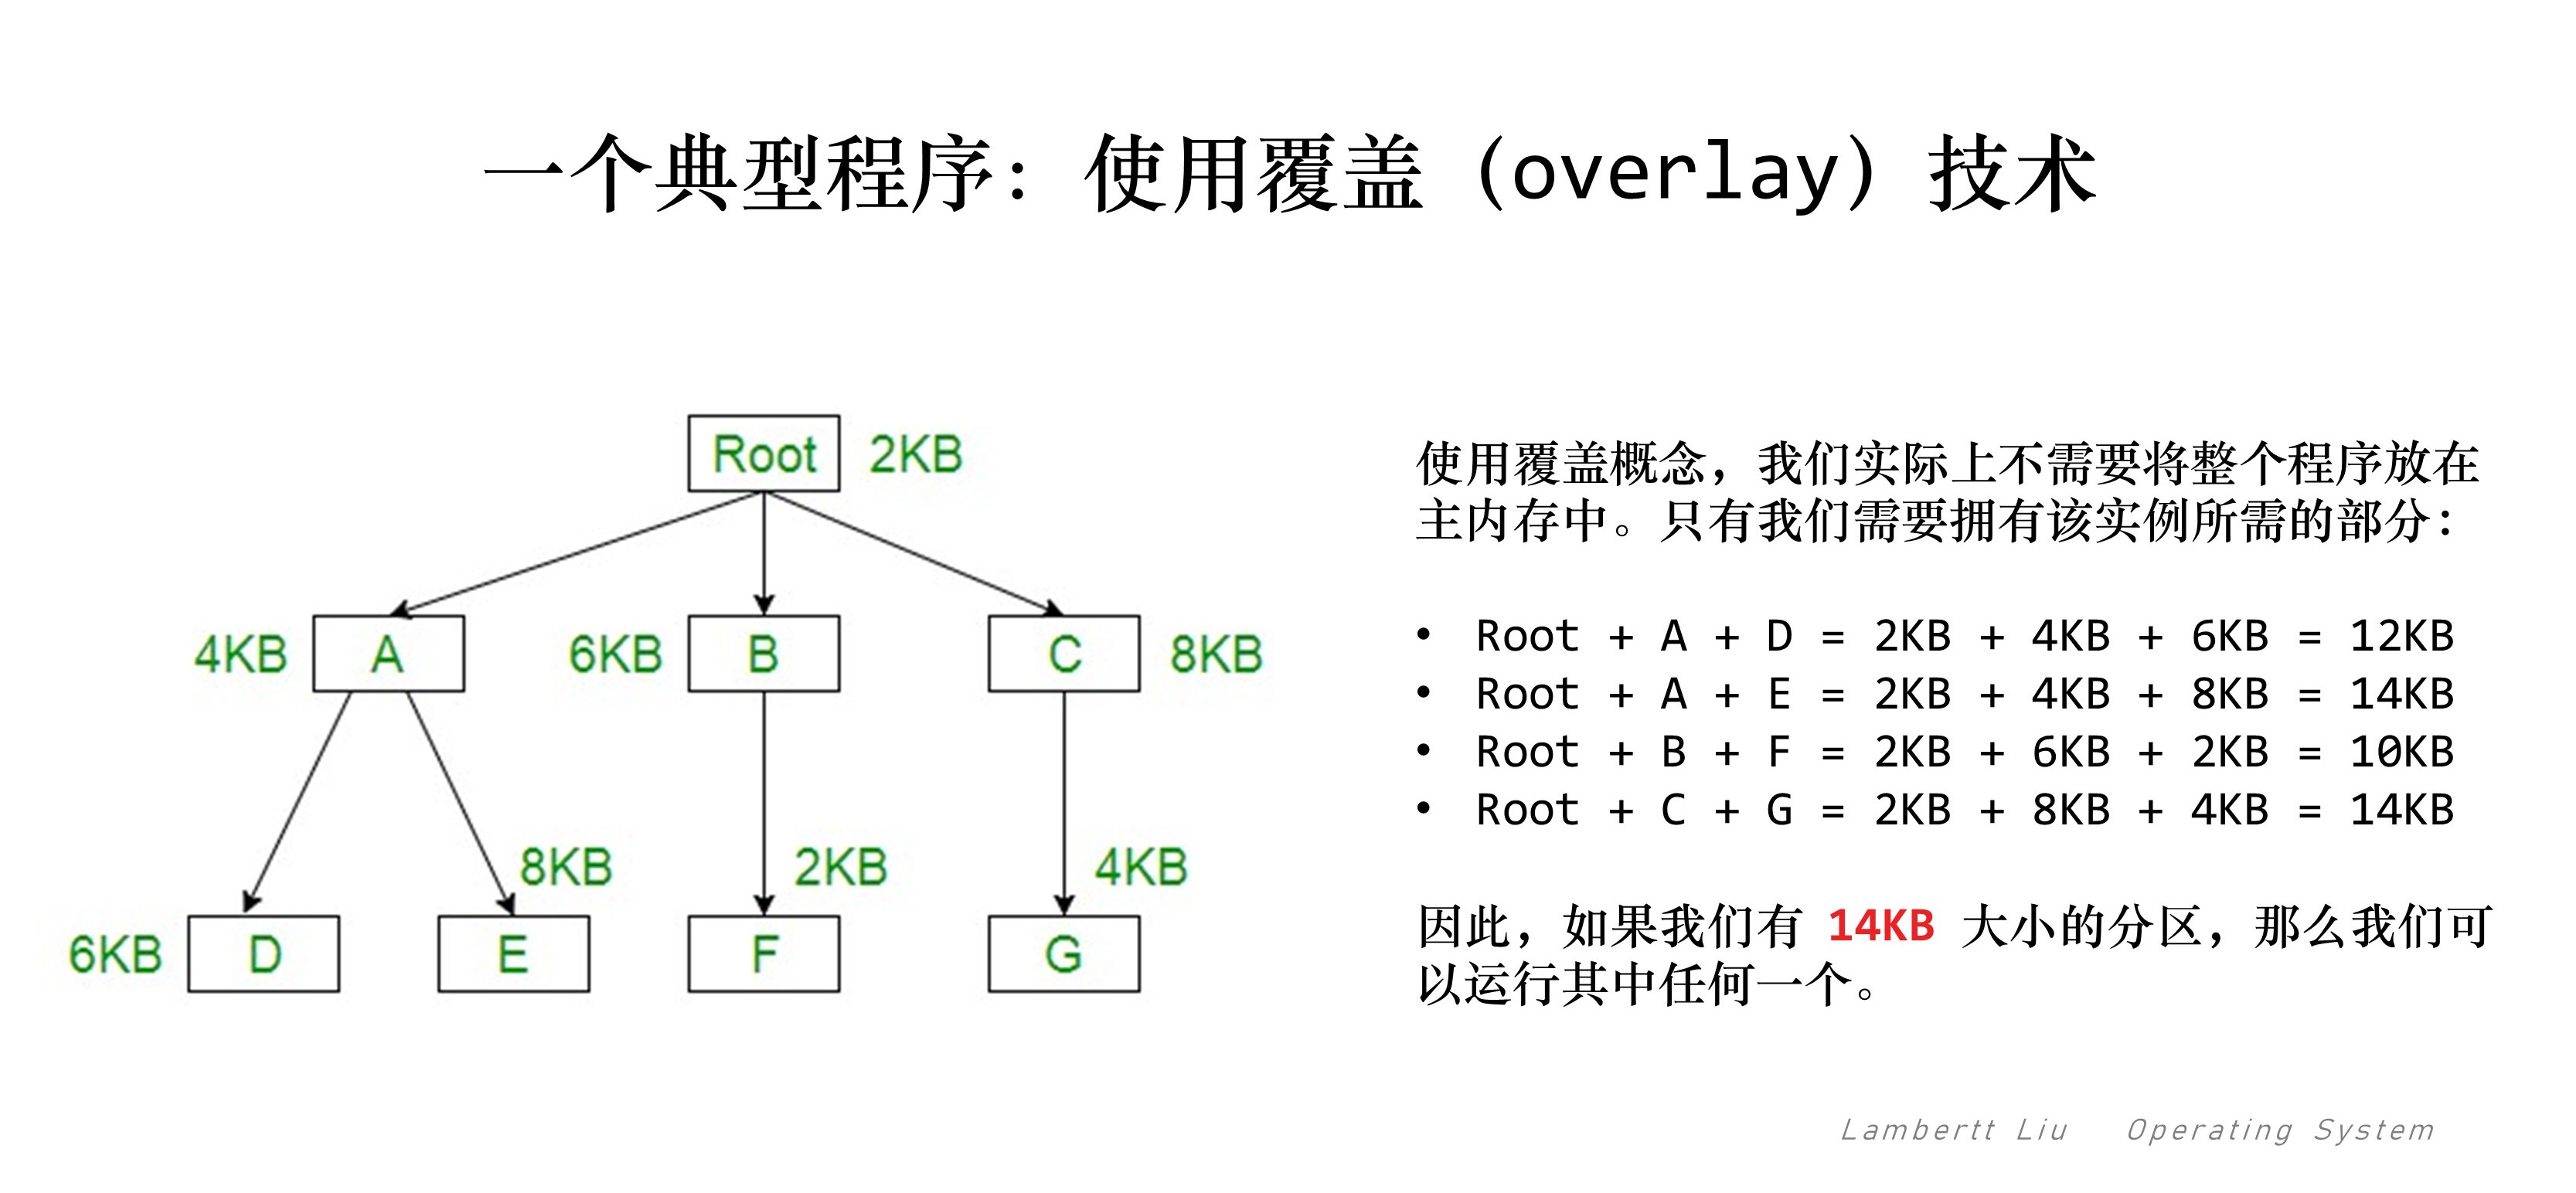 一个典型程序：使用覆盖（overlay）技术
Root 2KB
4KB A 6KB B C 8KB
8KB 2KB 4KB
6KB D E F G
使用覆盖概念，我们实际上不需要将整个程序放在
主内存中。只有我们需要拥有该实例所需的部分：
• Root + A + D = 2KB + 4KB + 6KB = 12KB
• Root + A + E = 2KB + 4KB + 8KB = 14KB
• Root + B + F = 2KB + 6KB + 2KB = 10KB
• Root + C + G = 2KB + 8KB + 4KB = 14KB
因此，如果我们有 14KB 大小的分区，那么我们可
以运行其中任何一个。
Lambertt Liu Operating System